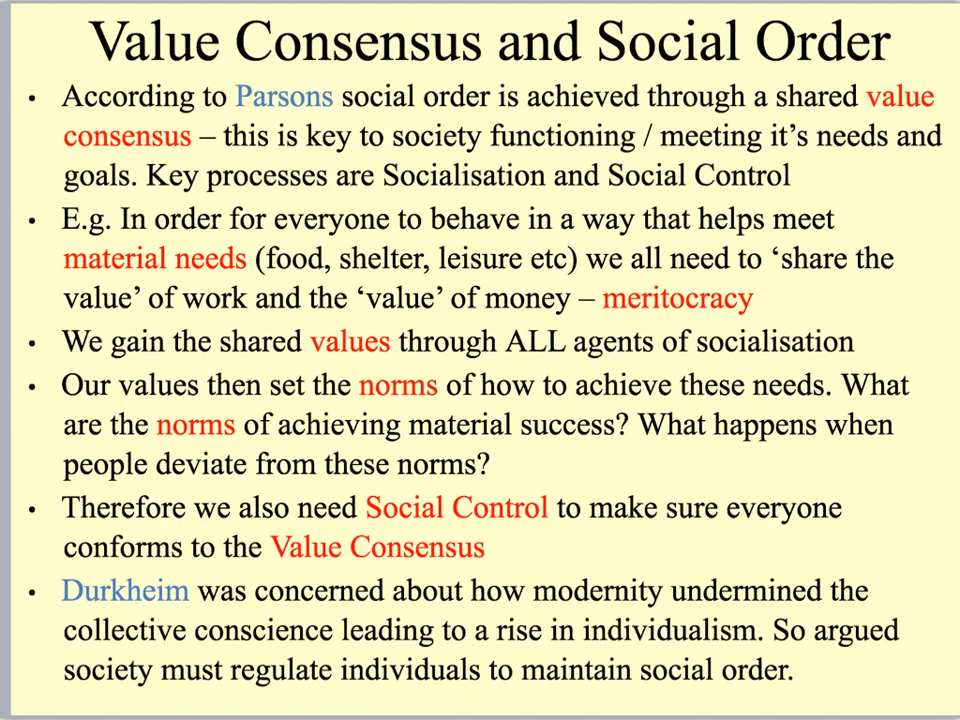 Value Consensus and Social Order
• According to Parsons social order is achieved through a shared value
consensus – this is key to society functioning / meeting it's needs and
goals. Key processes are Socialisation and Social Control
• E.g. In order for everyone to behave in a way that helps meet
material needs (food, shelter, leisure etc) we all need to 'share the
value' of work and the 'value' of money – meritocracy
• We gain the shared values through ALL agents of socialisation
• Our values then set the norms of how to achieve these needs. What
are the norms of achieving material success? What happens when
people deviate from these norms?
• Therefore we also need Social Control to make sure everyone
conforms to the Value Consensus
• Durkheim was concerned about how modernity undermined the
collective conscience leading to a rise in individualism. So argued
society must regulate individuals to maintain social order.